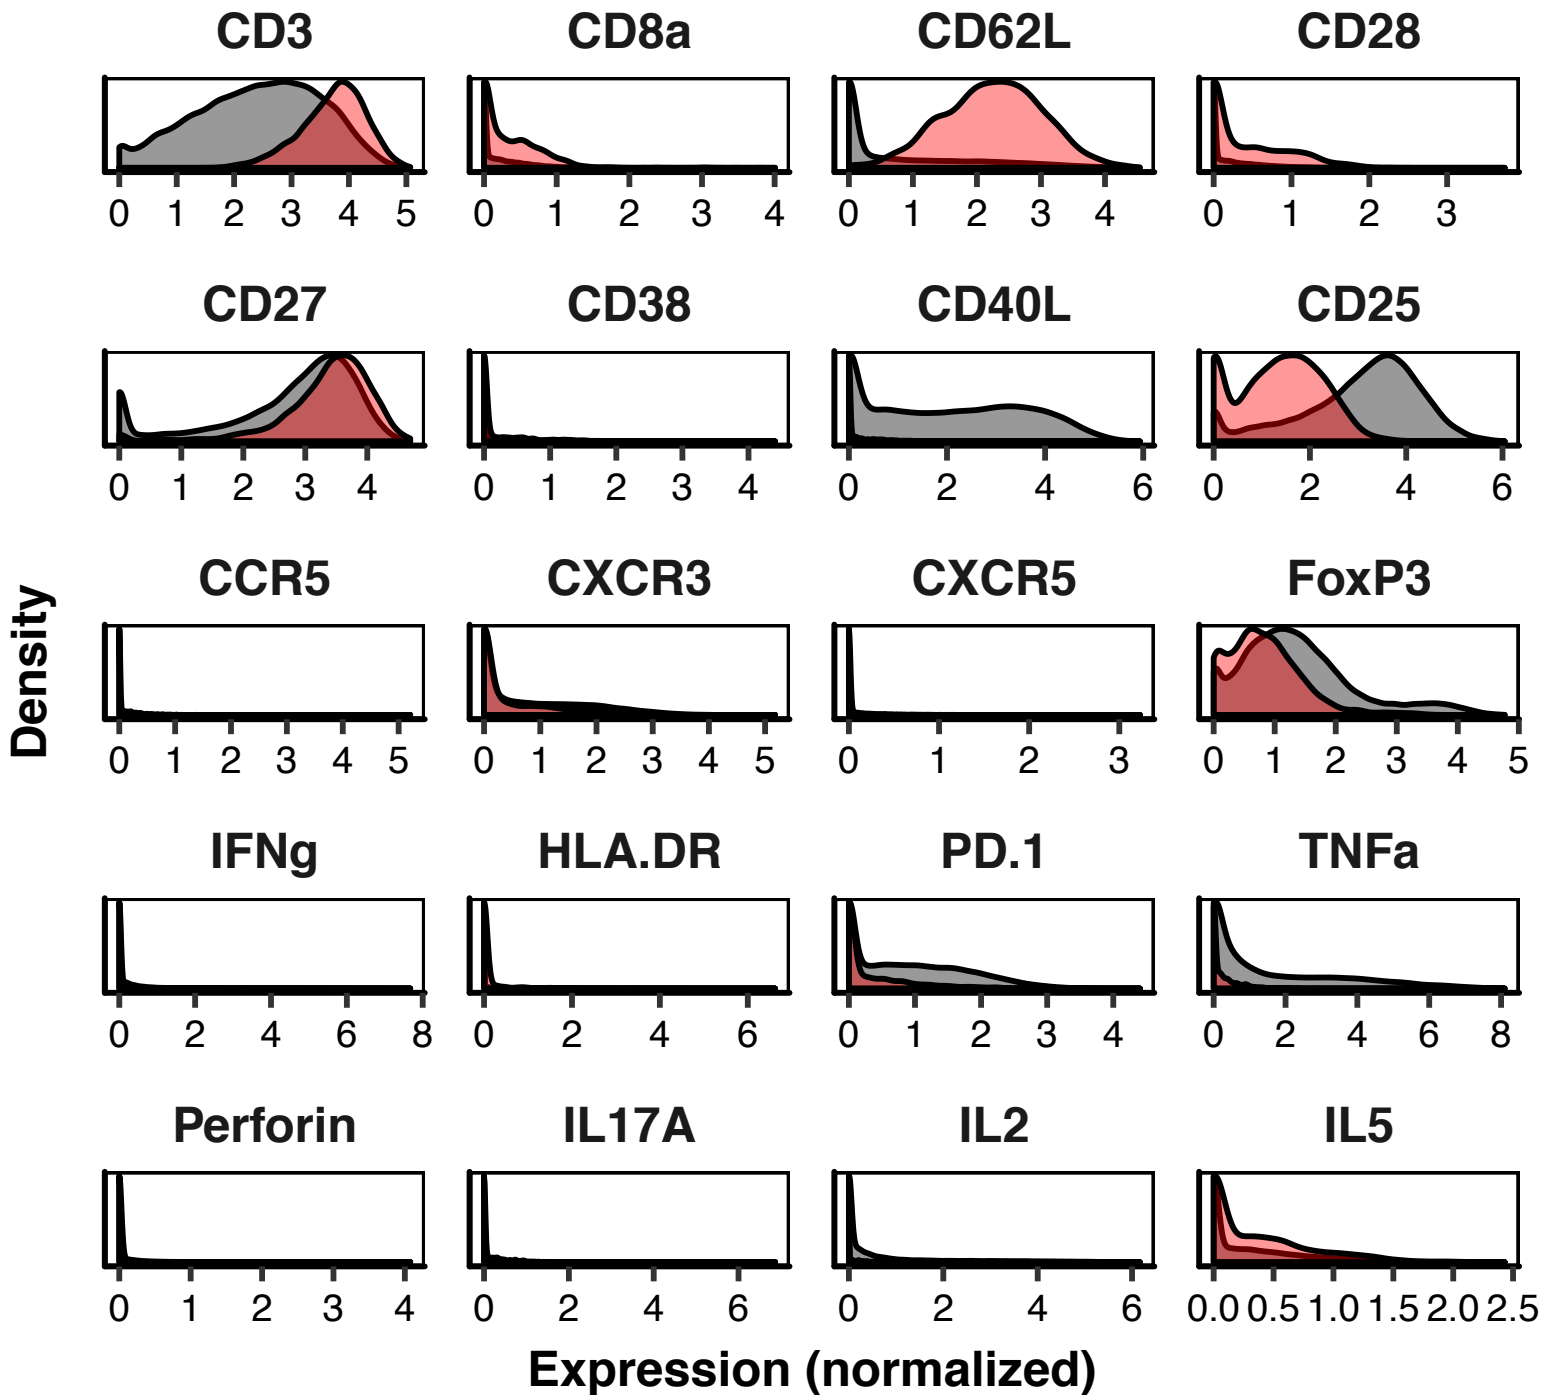 CD3 CD8a CD62L CD28
0 1 2 3 4 5 0 1 2 3 4 0 1 2 3 4 0 1 2 3
CD27 CD38 CD40L CD25
0 1 2 3 4 0 1 2 3 4 0 2 4 6 0 2 4 6
CCR5 CXCR3 CXCR5 FoxP3
0 1 2 3 4 5 0 1 2 3 4 5 0 1 2 3 0 1 2 3 4 5
IFNg HLA.DR PD.1 TNFa
0 2 4 6 8 0 2 4 6 0 1 2 3 4 0 2 4 6 8
Perforin IL17A IL2 IL5
0 1 2 3 4 0 2 4 6 0 2 4 6 0.0 0.5 1.0 1.5 2.0 2.5
Density
Expression (normalized)